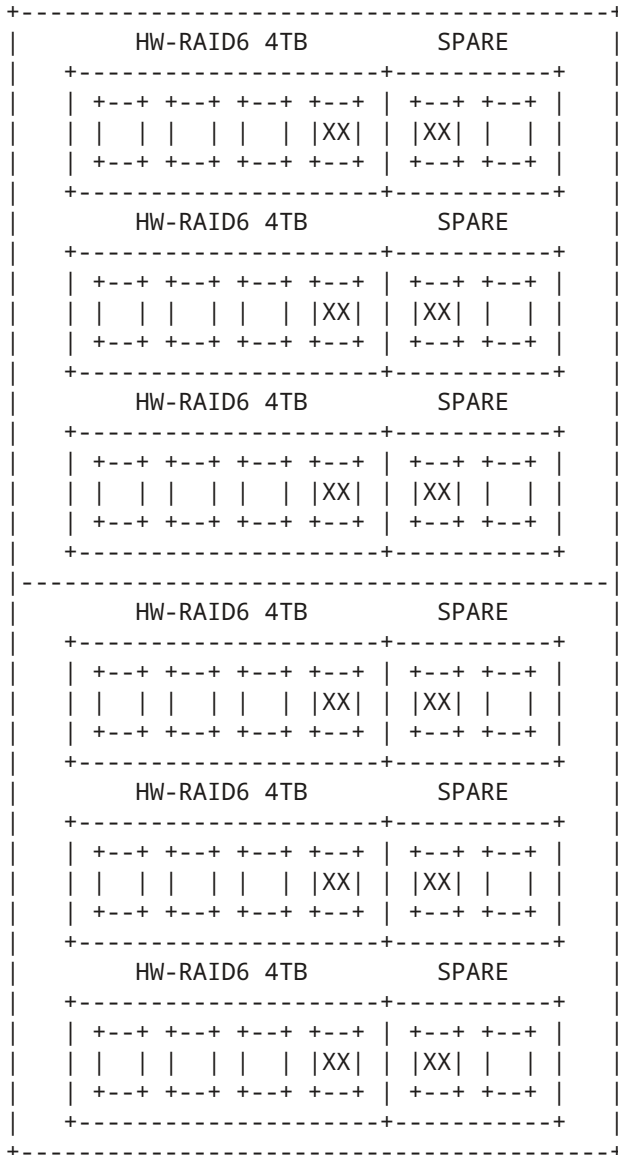 +-----------------------------------------+
|        HW-RAID6 4TB         SPARE       |
|   +---------------------+-----------+   |
|   | +--+ +--+ +--+ +--+ | +--+ +--+ |   |
|   | |  | |  | |  | |XX| | |XX| |  | |   |
|   | +--+ +--+ +--+ +--+ | +--+ +--+ |   |
|   +---------------------+-----------+   |
|        HW-RAID6 4TB         SPARE       |
|   +---------------------+-----------+   |
|   | +--+ +--+ +--+ +--+ | +--+ +--+ |   |
|   | |  | |  | |  | |XX| | |XX| |  | |   |
|   | +--+ +--+ +--+ +--+ | +--+ +--+ |   |
|   +---------------------+-----------+   |
|        HW-RAID6 4TB         SPARE       |
|   +---------------------+-----------+   |
|   | +--+ +--+ +--+ +--+ | +--+ +--+ |   |
|   | |  | |  | |  | |XX| | |XX| |  | |   |
|   | +--+ +--+ +--+ +--+ | +--+ +--+ |   |
|   +---------------------+-----------+   |
|-----------------------------------------|
|        HW-RAID6 4TB         SPARE       |
|   +---------------------+-----------+   |
|   | +--+ +--+ +--+ +--+ | +--+ +--+ |   |
|   | |  | |  | |  | |XX| | |XX| |  | |   |
|   | +--+ +--+ +--+ +--+ | +--+ +--+ |   |
|   +---------------------+-----------+   |
|        HW-RAID6 4TB         SPARE       |
|   +---------------------+-----------+   |
|   | +--+ +--+ +--+ +--+ | +--+ +--+ |   |
|   | |  | |  | |  | |XX| | |XX| |  | |   |
|   | +--+ +--+ +--+ +--+ | +--+ +--+ |   |
|   +---------------------+-----------+   |
|        HW-RAID6 4TB         SPARE       |
|   +---------------------+-----------+   |
|   | +--+ +--+ +--+ +--+ | +--+ +--+ |   |
|   | |  | |  | |  | |XX| | |XX| |  | |   |
|   | +--+ +--+ +--+ +--+ | +--+ +--+ |   |
|   +---------------------+-----------+   |
+-----------------------------------------+